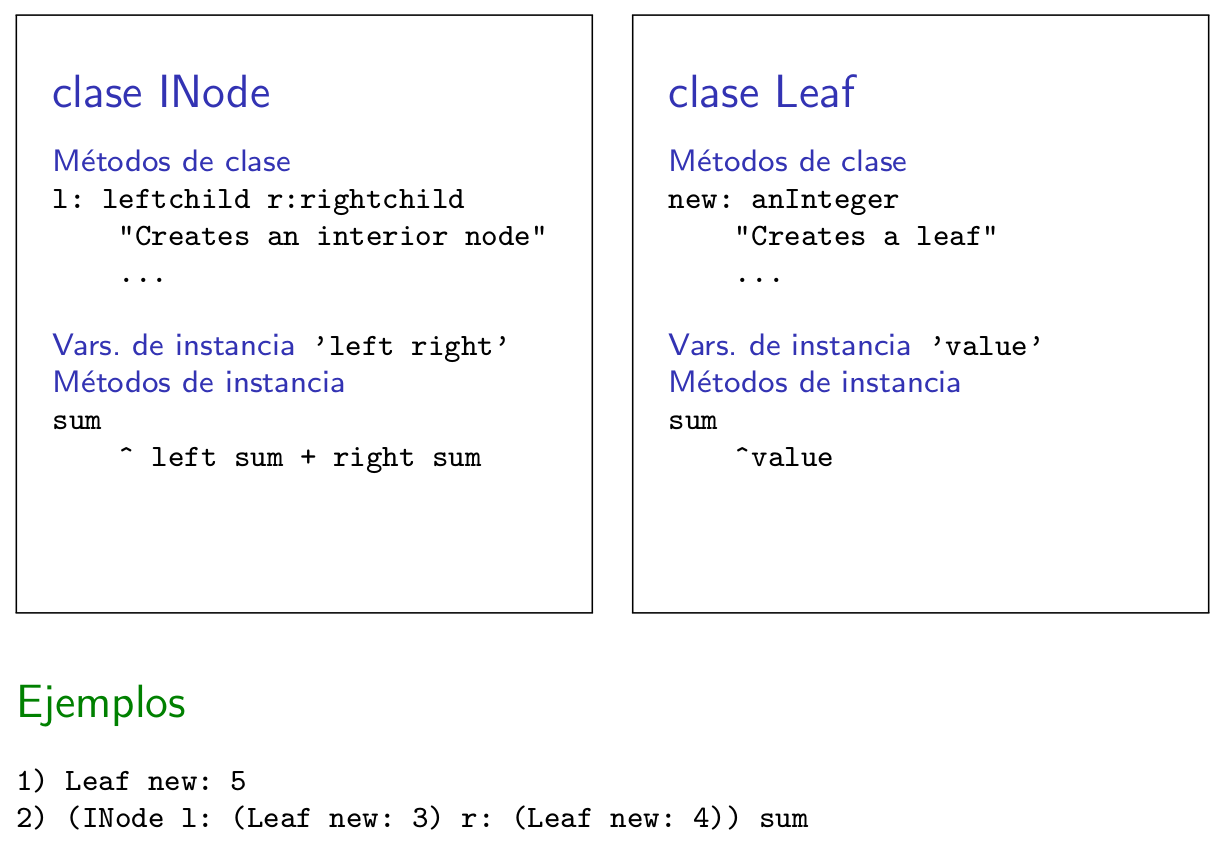 clase INode
Métodos de clase
l: leftchild r:rightchild
"Creates an interior node"
...
Vars. de instancia 'left right'
Métodos de instancia
sum
^ left sum + right sum
clase Leaf
Métodos de clase
new: anInteger
"Creates a leaf"
...
Vars. de instancia 'value'
Métodos de instancia
sum
^value
Ejemplos
1) Leaf new: 5
2) (INode l: (Leaf new: 3) r: (Leaf new: 4)) sum